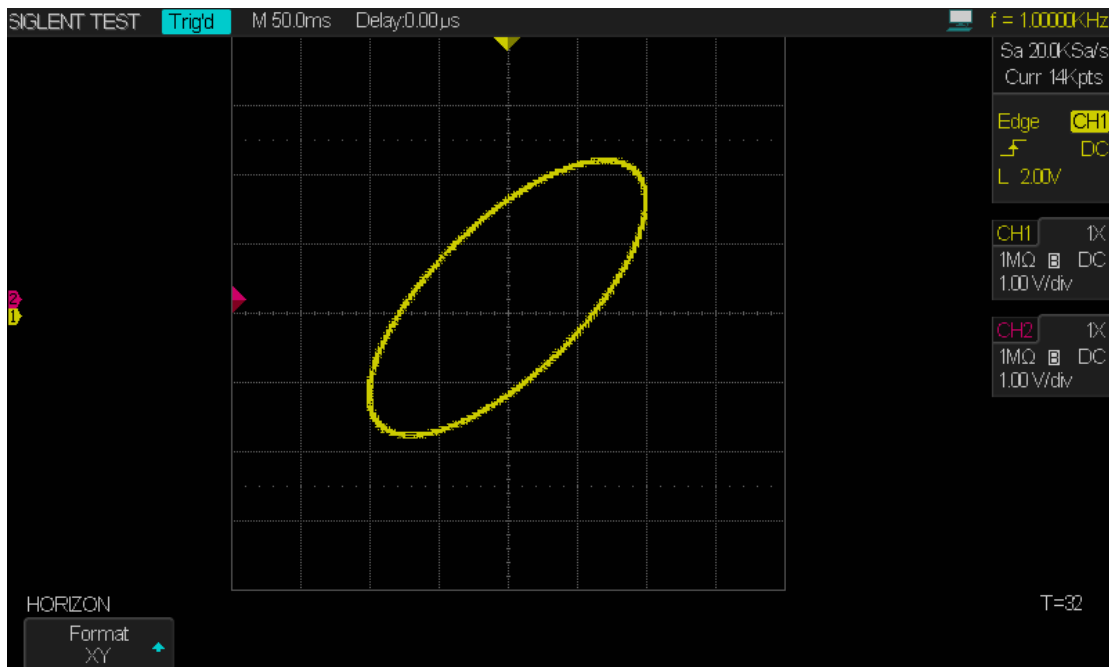 SIGLENT TEST Trig'd M 50.0ms Delay:0.00µs f = 1.00000KHz
Sa 20.0KSa/s
Curr 14Kpts
Edge CH1
DC
L 2.00V
CH1 1X
1MΩ B DC
1.00 V/div
2
1
CH2 1X
1MΩ B DC
1.00 V/div
HORIZON T=32
Format
XY